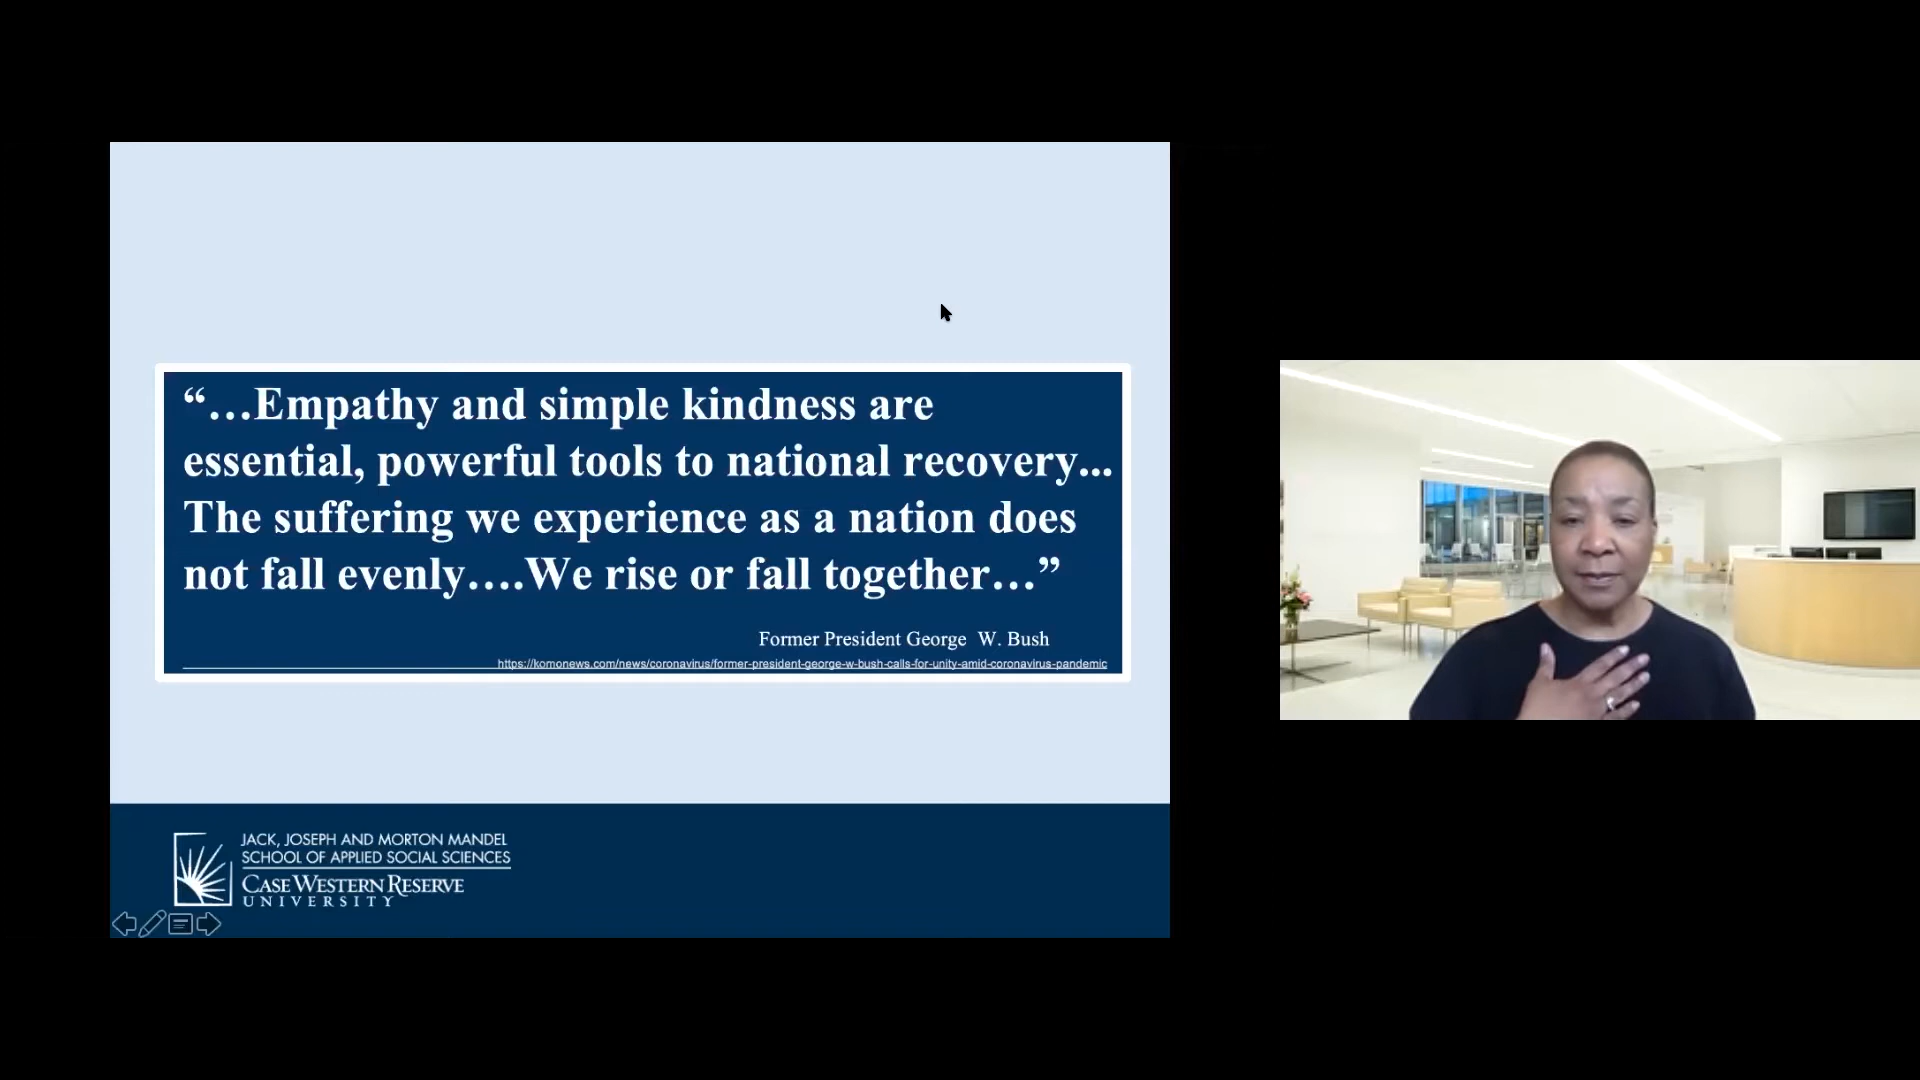 “…Empathy and simple kindness are
essential, powerful tools to national recovery...
The suffering we experience as a nation does
not fall evenly….We rise or fall together…”
Former President George W. Bush
https://komonews.com/news/coronavirus/former-president-george-w-bush-calls-for-unity-amid-coronavirus-pandemic
JACK, JOSEPH AND MORTON MANDEL
SCHOOL OF APPLIED SOCIAL SCIENCES
CASE WESTERN RESERVE
UNIVERSITY